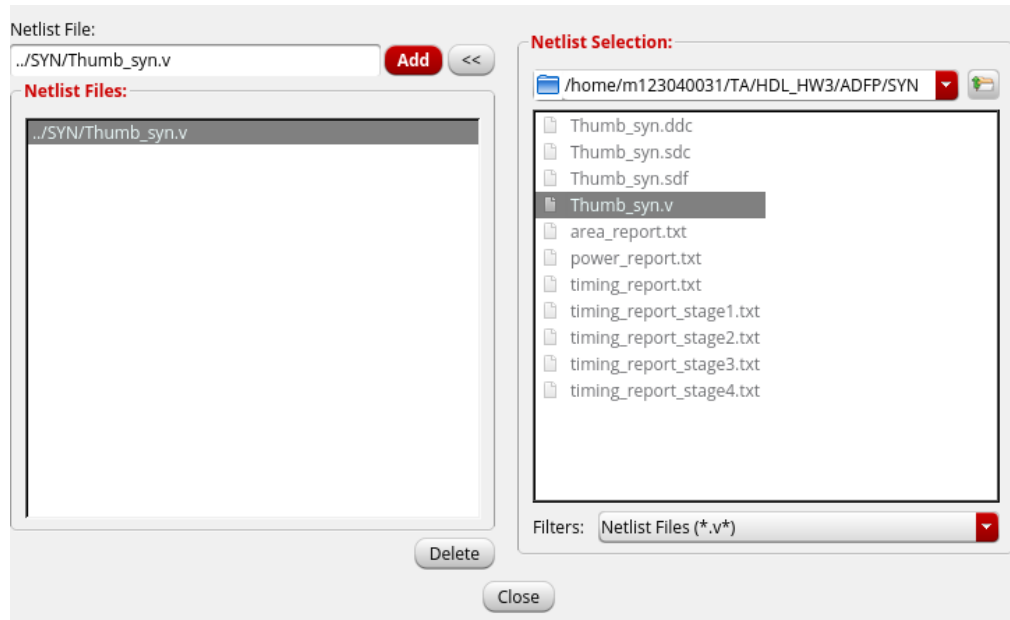 Netlist File:
../SYN/Thumb_syn.v
Add
<<
Netlist Files:
../SYN/Thumb_syn.v
Delete
Netlist Selection:
/home/m123040031/TA/HDL_HW3/ADFP/SYN
Thumb_syn.ddc
Thumb_syn.sdc
Thumb_syn.sdf
Thumb_syn.v
area_report.txt
power_report.txt
timing_report.txt
timing_report_stage1.txt
timing_report_stage2.txt
timing_report_stage3.txt
timing_report_stage4.txt
Filters: Netlist Files (*.v*)
Close